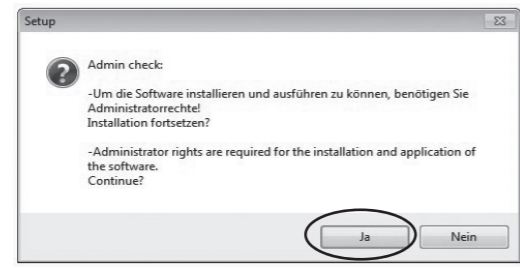 Setup
Admin check:
-Um die Software installieren und ausführen zu können, benötigen Sie
Administratorrechte!
Installation fortsetzen?
-Administrator rights are required for the installation and application of
the software.
Continue?
Ja
Nein